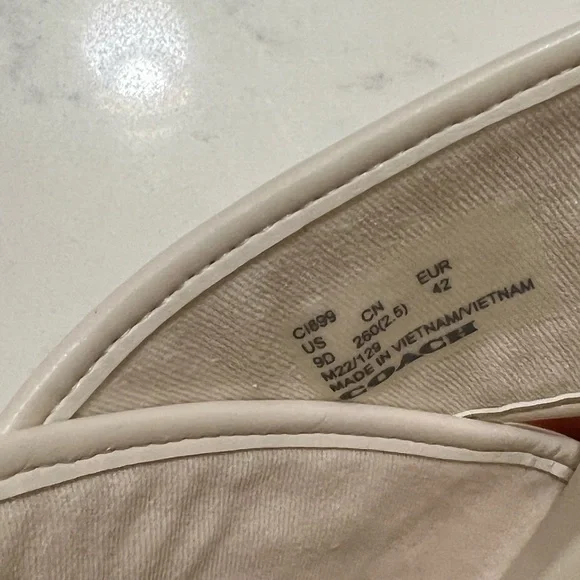 CI899
US CN EUR
9D 260(2.5) 42
M22/129
MADE IN VIETNAM/VIETNAM
COACH